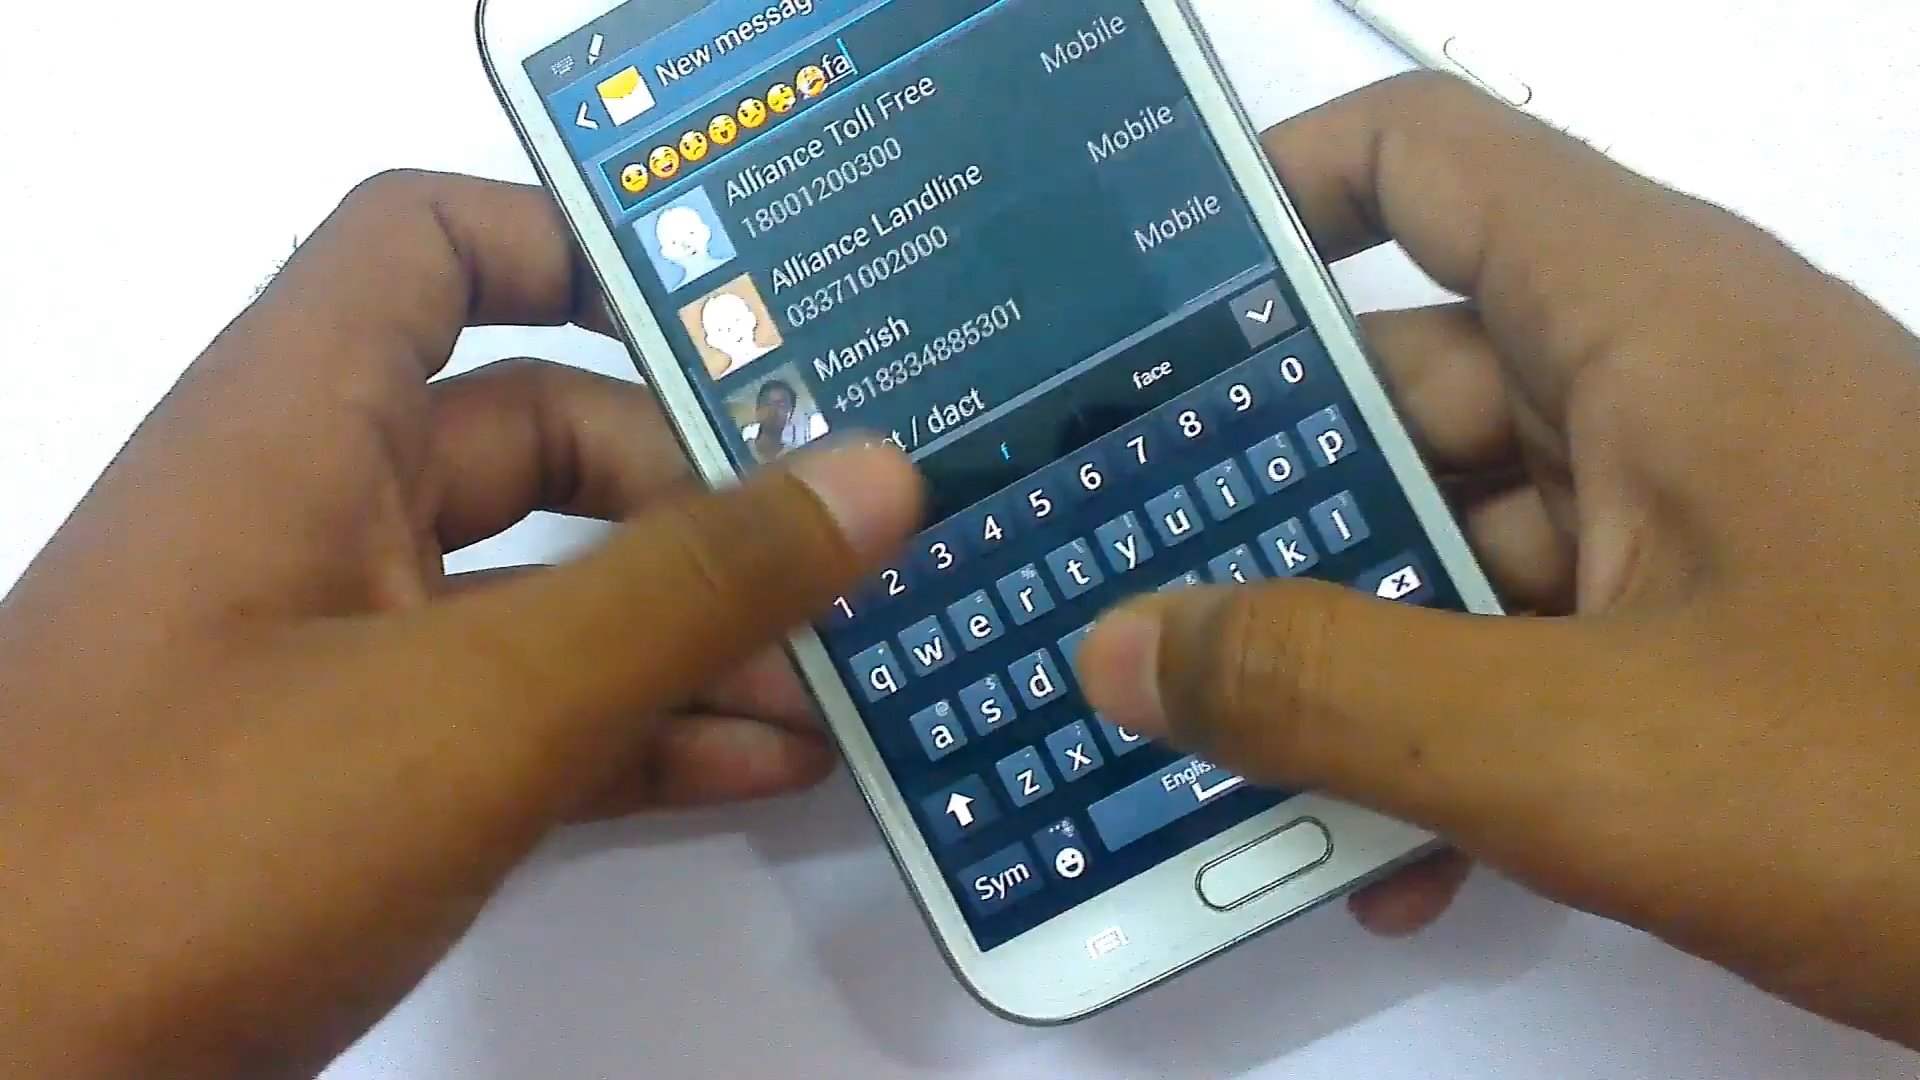 New messag
fa
Alliance Toll Free
18001200300
Mobile
Alliance Landline
03371002000
Mobile
Manish
+918334885301
Mobile
t / dact
f
face
1 2 3 4 5 6 7 8 9 0
q w e r t y u i o p
a s d j k l
z x c
Sym
Englis